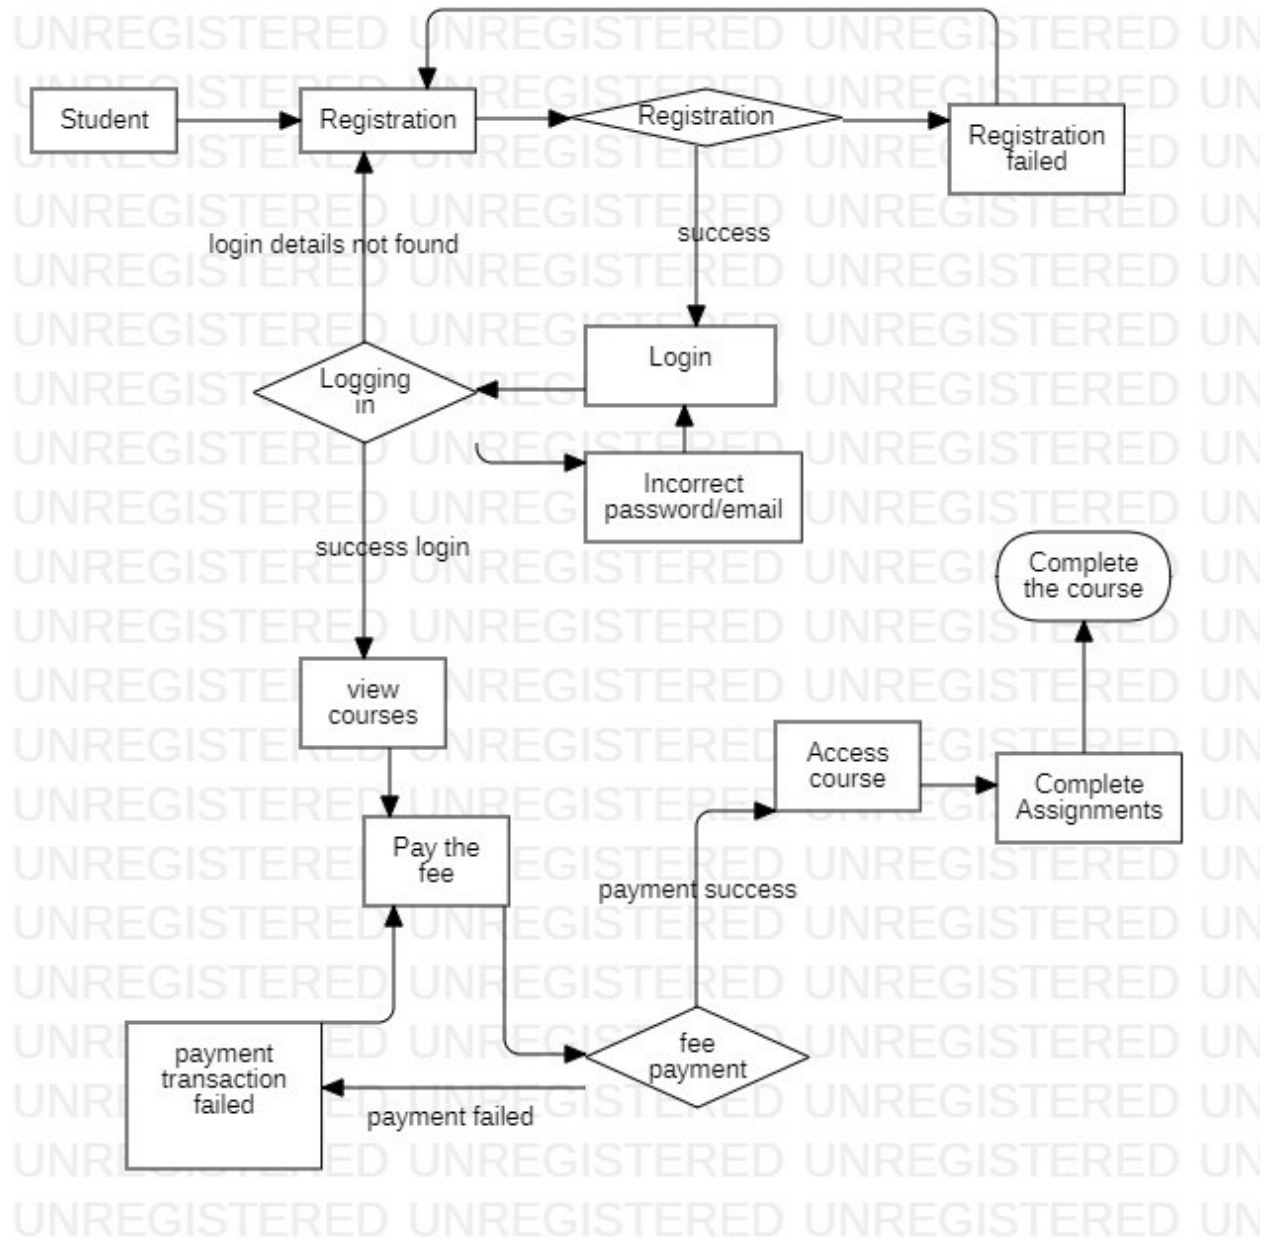 UNREGISTERED UNREGISTERED UNREGISTERED UN
UNREGISTERED
Student
Registration
Registration
Registration
failed
login details not found
success
Logging
in
Login
Incorrect
password/email
success login
Complete
the course
view
courses
Access
course
Complete
Assignments
Pay the
fee
payment success
fee
payment
payment
transaction
failed
payment failed